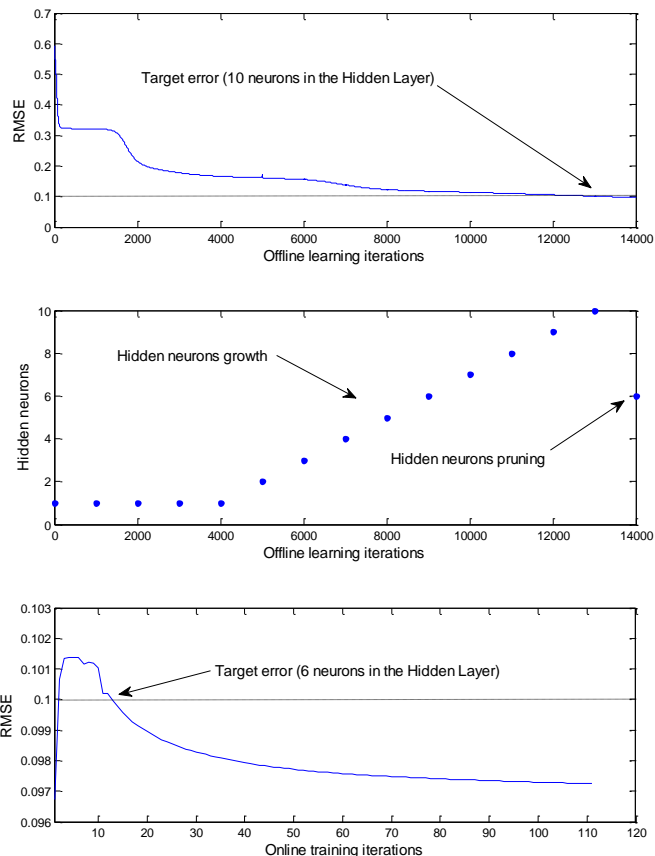 0.7
0.6
0.5
0.4
0.3
0.2
0.1
0
RMSE
Target error (10 neurons in the Hidden Layer)
0 2000 4000 6000 8000 10000 12000 14000
Offline learning iterations
10
8
6
4
2
0
Hidden neurons
Hidden neurons growth
Hidden neurons pruning
0 2000 4000 6000 8000 10000 12000 14000
Offline learning iterations
0.103
0.102
0.101
0.1
0.099
0.098
0.097
0.096
RMSE
Target error (6 neurons in the Hidden Layer)
10 20 30 40 50 60 70 80 90 100 110 120
Online training iterations